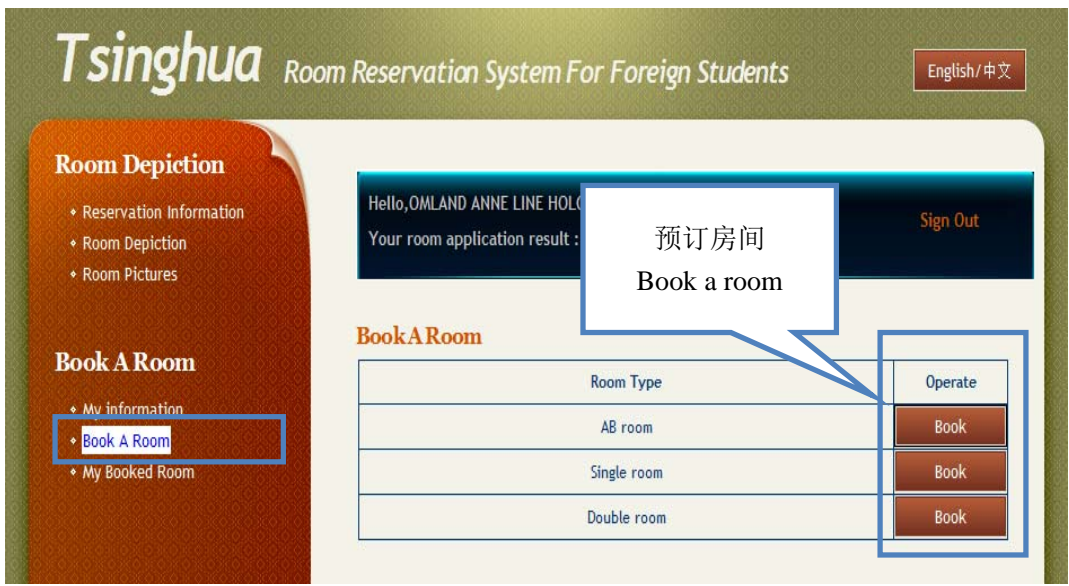 Tsinghua Room Reservation System For Foreign Students
English/中文
Room Depiction
Reservation Information
Room Depiction
Room Pictures
Book A Room
My information
Book A Room
My Booked Room
Hello,OMLAND ANNE LINE
Your room application result :
Sign Out
预订房间
Book a room
Book A Room
Room Type Operate
AB room Book
Single room Book
Double room Book